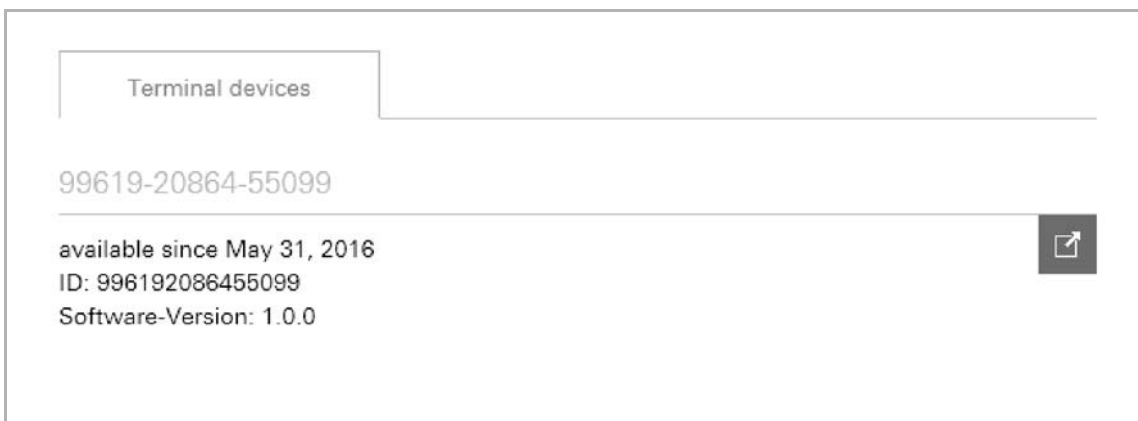 Terminal devices
99619-20864-55099
available since May 31, 2016
ID: 996192086455099
Software-Version: 1.0.0